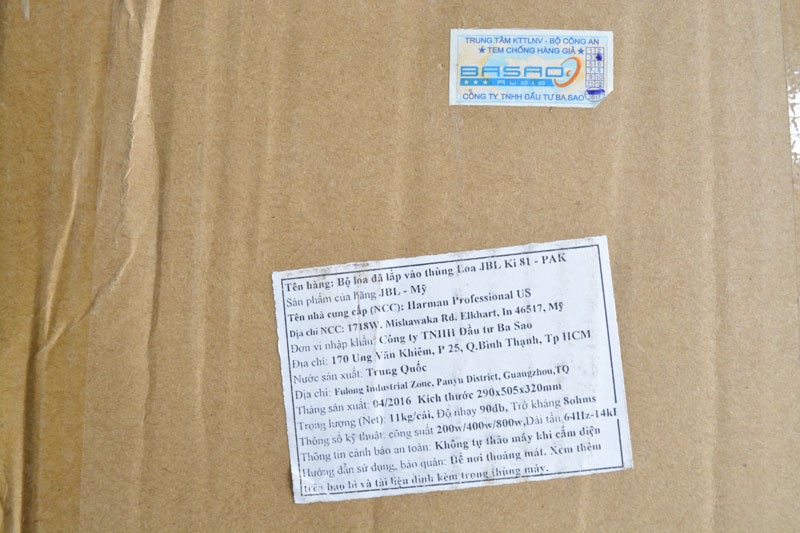 TRUNG TÂM KTTLNV - BỘ CÔNG AN
★ TEM CHỐNG HÀNG GIẢ ★
BASAO
★★★ AUDIO
CÔNG TY TNHH ĐẦU TƯ BA SAO
Tên hàng: Bộ loa đã lắp vào thùng Loa JBL Ki 81 - PAK
Sản phẩm của hãng JBL - Mỹ
Tên nhà cung cấp (NCC): Harman Professional US
Địa chỉ NCC: 1718W. Mishawaka Rd. Elkhart, In 46517, Mỹ
Đơn vị nhập khẩu: Công ty TNHH Đầu tư Ba Sao
Địa chỉ: 170 Ung Văn Khiêm, P 25, Q.Bình Thạnh, Tp HCM
Nước sản xuất: Trung Quốc
Địa chỉ: Fulong Industrial Zone, Panyu District, Guangzhou,TQ
Tháng sản xuất: 04/2016 Kích thước 290x505x320mm
Trọng lượng (Net): 11kg/cái, Độ nhạy 90db, Trở kháng 8ohms
Thông số kỹ thuật: công suất 200w/400w/800w,Dải tần 64Hz-14kH
Thông tin cảnh báo an toàn: Không tự tháo máy khi cắm điện
Hướng dẫn sử dụng, bảo quản: Để nơi thoáng mát. Xem thêm
trên bao bì và tài liệu đính kèm trong thùng máy.